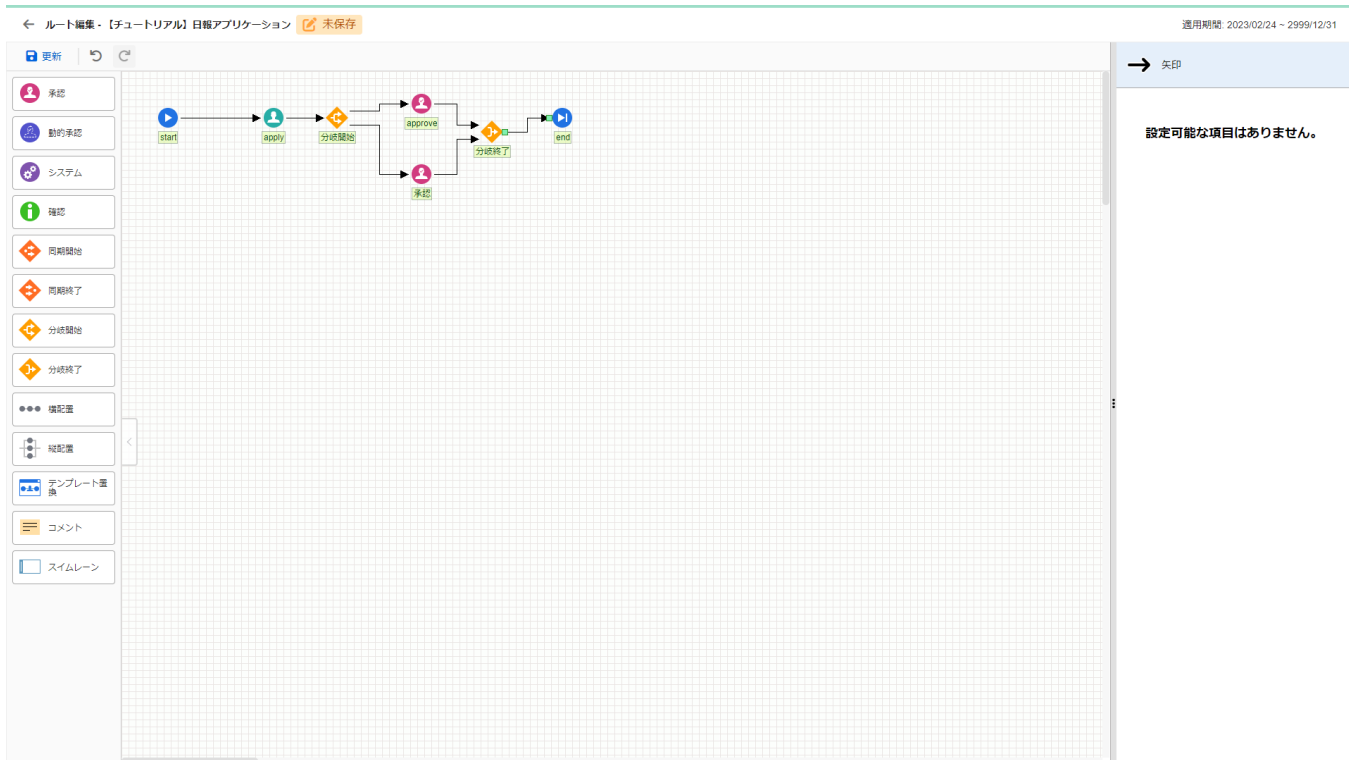 ルート編集 - 【チュートリアル】日報アプリケーション 未保存
適用期間: 2023/02/24 ~ 2999/12/31
更新
矢印
設定可能な項目はありません。
承認
動的承認
システム
確認
同期開始
同期終了
分岐開始
分岐終了
横配置
縦配置
テンプレート置
換
コメント
スイムレーン
start
apply
分岐開始
approve
承認
分岐終了
end